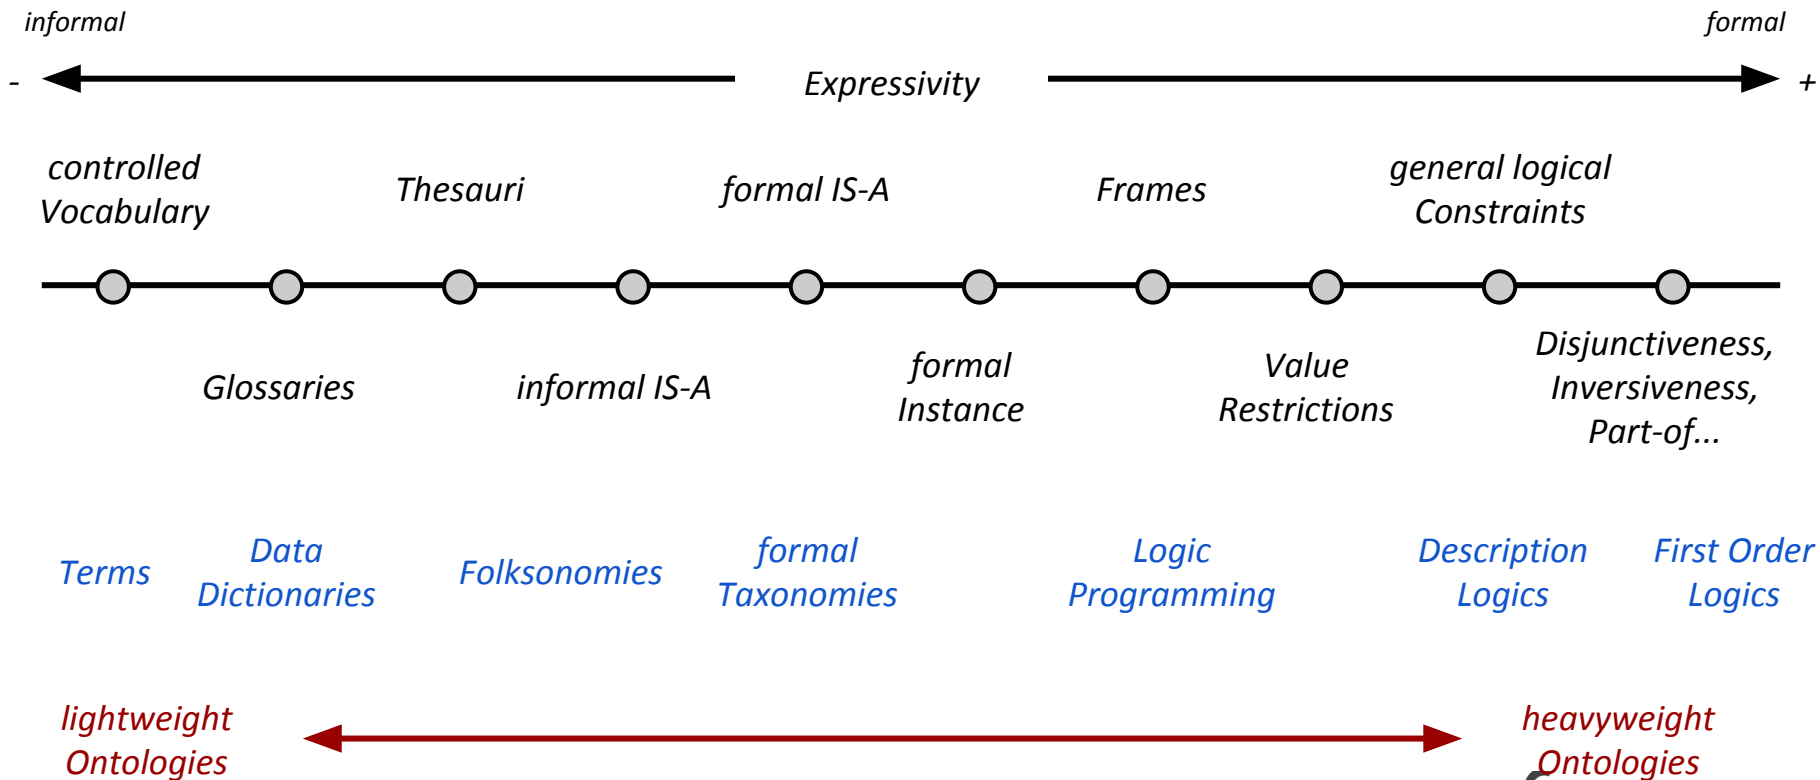 informal
formal
-
Expressivity
+
controlled
Vocabulary
Thesauri
formal IS-A
Frames
general logical
Constraints
Glossaries
informal IS-A
formal
Instance
Value
Restrictions
Disjunctiveness,
Inversiveness,
Part-of...
Terms
Data
Dictionaries
Folksonomies
formal
Taxonomies
Logic
Programming
Description
Logics
First Order
Logics
lightweight
Ontologies
heavyweight
Ontologies